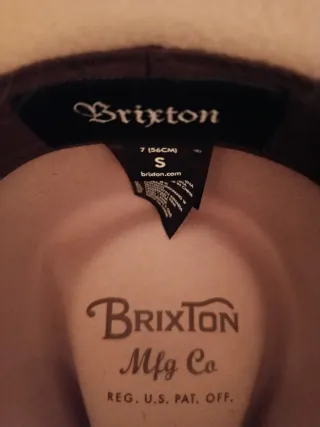 Brixton
7 (56CM)
S
brixton.com
BRIXTON
Mfg Co
REG. U.S. PAT. OFF.